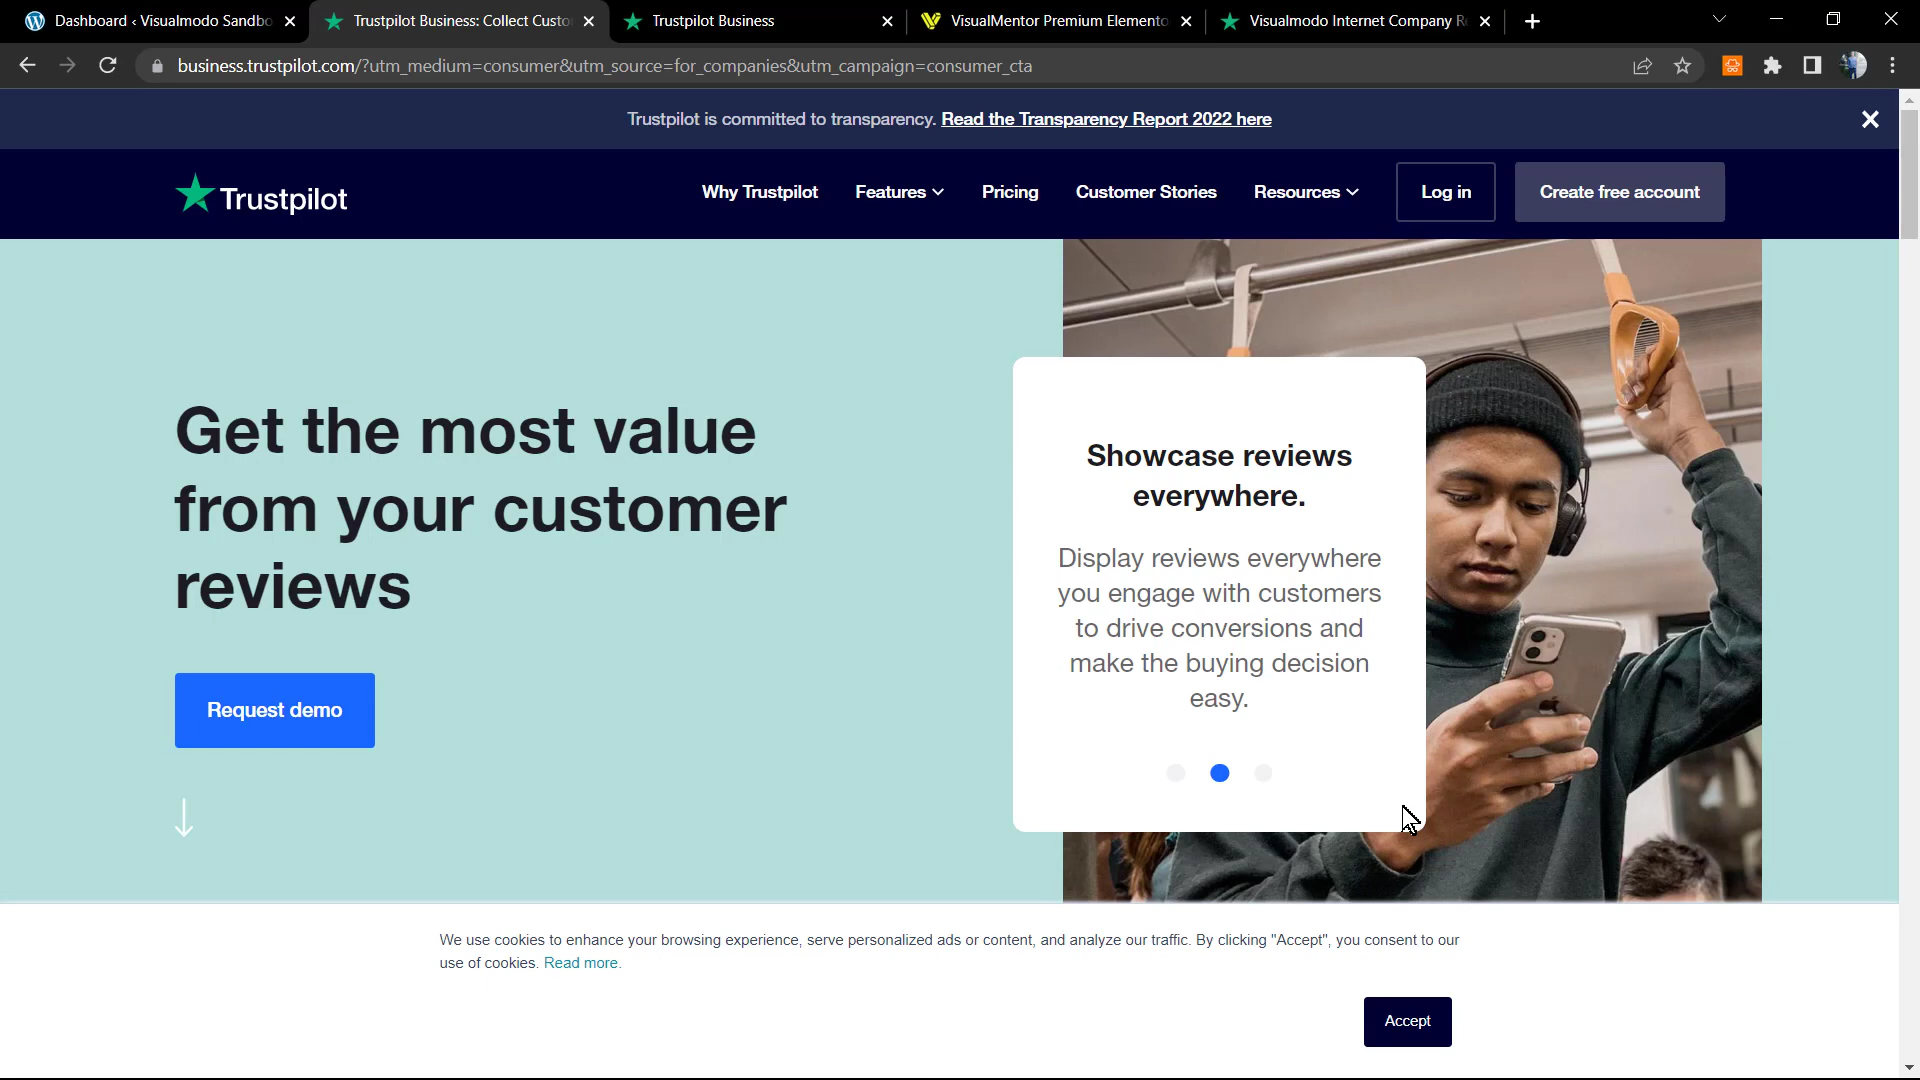 Dashboard ‹ Visualmodo Sandbo
Trustpilot Business: Collect Custo
Trustpilot Business
VisualMentor Premium Elemento
Visualmodo Internet Company R
business.trustpilot.com/?utm_medium=consumer&utm_source=for_companies&utm_campaign=consumer_cta
Trustpilot is committed to transparency. Read the Transparency Report 2022 here
Trustpilot
Why Trustpilot
Features
Pricing
Customer Stories
Resources
Log in
Create free account
Get the most value
from your customer
reviews
Request demo
Showcase reviews
everywhere.
Display reviews everywhere
you engage with customers
to drive conversions and
make the buying decision
easy.
We use cookies to enhance your browsing experience, serve personalized ads or content, and analyze our traffic. By clicking "Accept", you consent to our
use of cookies. Read more.
Accept